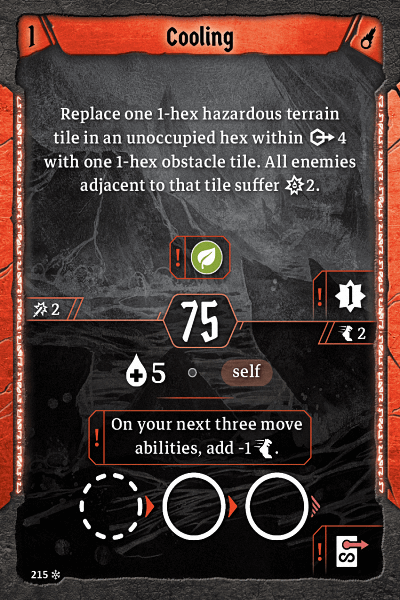 1
Cooling
Replace one 1-hex hazardous terrain
tile in an unoccupied hex within 4
with one 1-hex obstacle tile. All enemies
adjacent to that tile suffer 2.
!
! 1
2
75
2
5 self
On your next three move
! abilities, add -1.
!
215